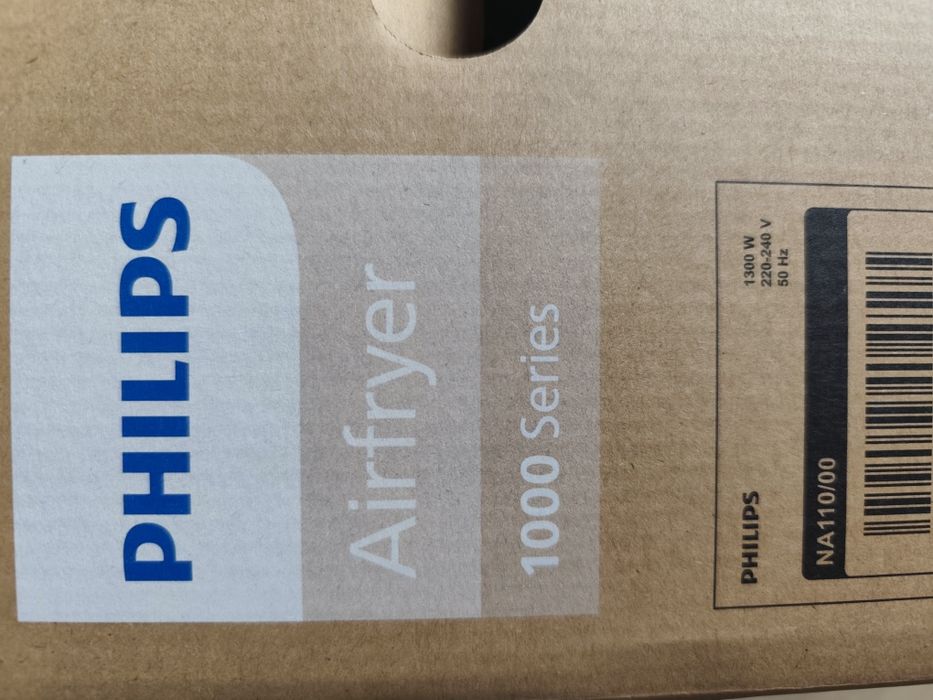 PHILIPS
Airfryer
1000 Series
PHILIPS
1300 W
220-240 V
50 Hz
NA110/00